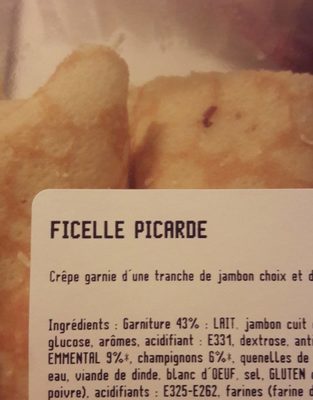 FICELLE PICARDE
Crêpe garnie d'une tranche de jambon choix et d
Ingrédients : Garniture 43% : LAIT, jambon cuit
glucose, arômes, acidifiant : E331, dextrose, anti
EMMENTAL 9%*, champignons 6%*, quenelles de
eau, viande de dinde, blanc d'OEUF, sel, GLUTEN
poivre), acidifiants : E325-E262, farines (farine d